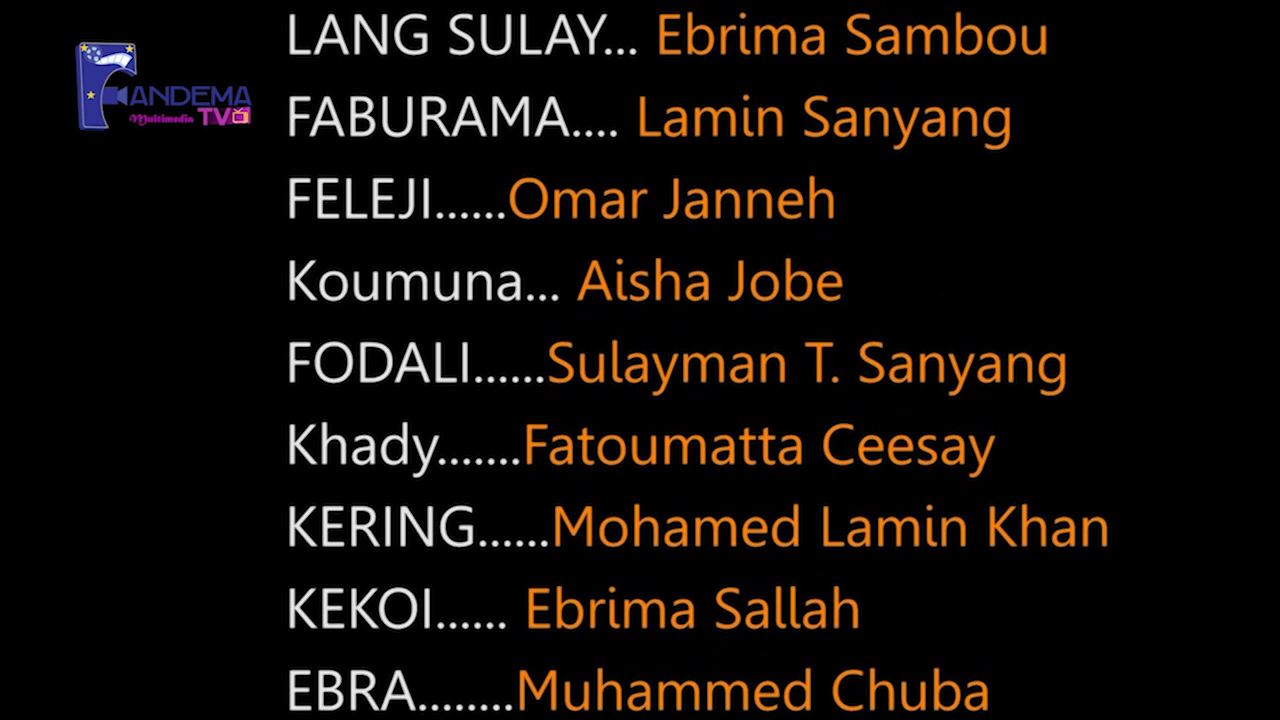 LANG SULAY... Ebrima Sambou
FANDEMA
Multimedia TV
FABURAMA.... Lamin Sanyang
FELEJI......Omar Janneh
Koumuna... Aisha Jobe
FODALI......Sulayman T. Sanyang
Khady.......Fatoumatta Ceesay
KERING......Mohamed Lamin Khan
KEKOI...... Ebrima Sallah
EBRA........Muhammed Chuba